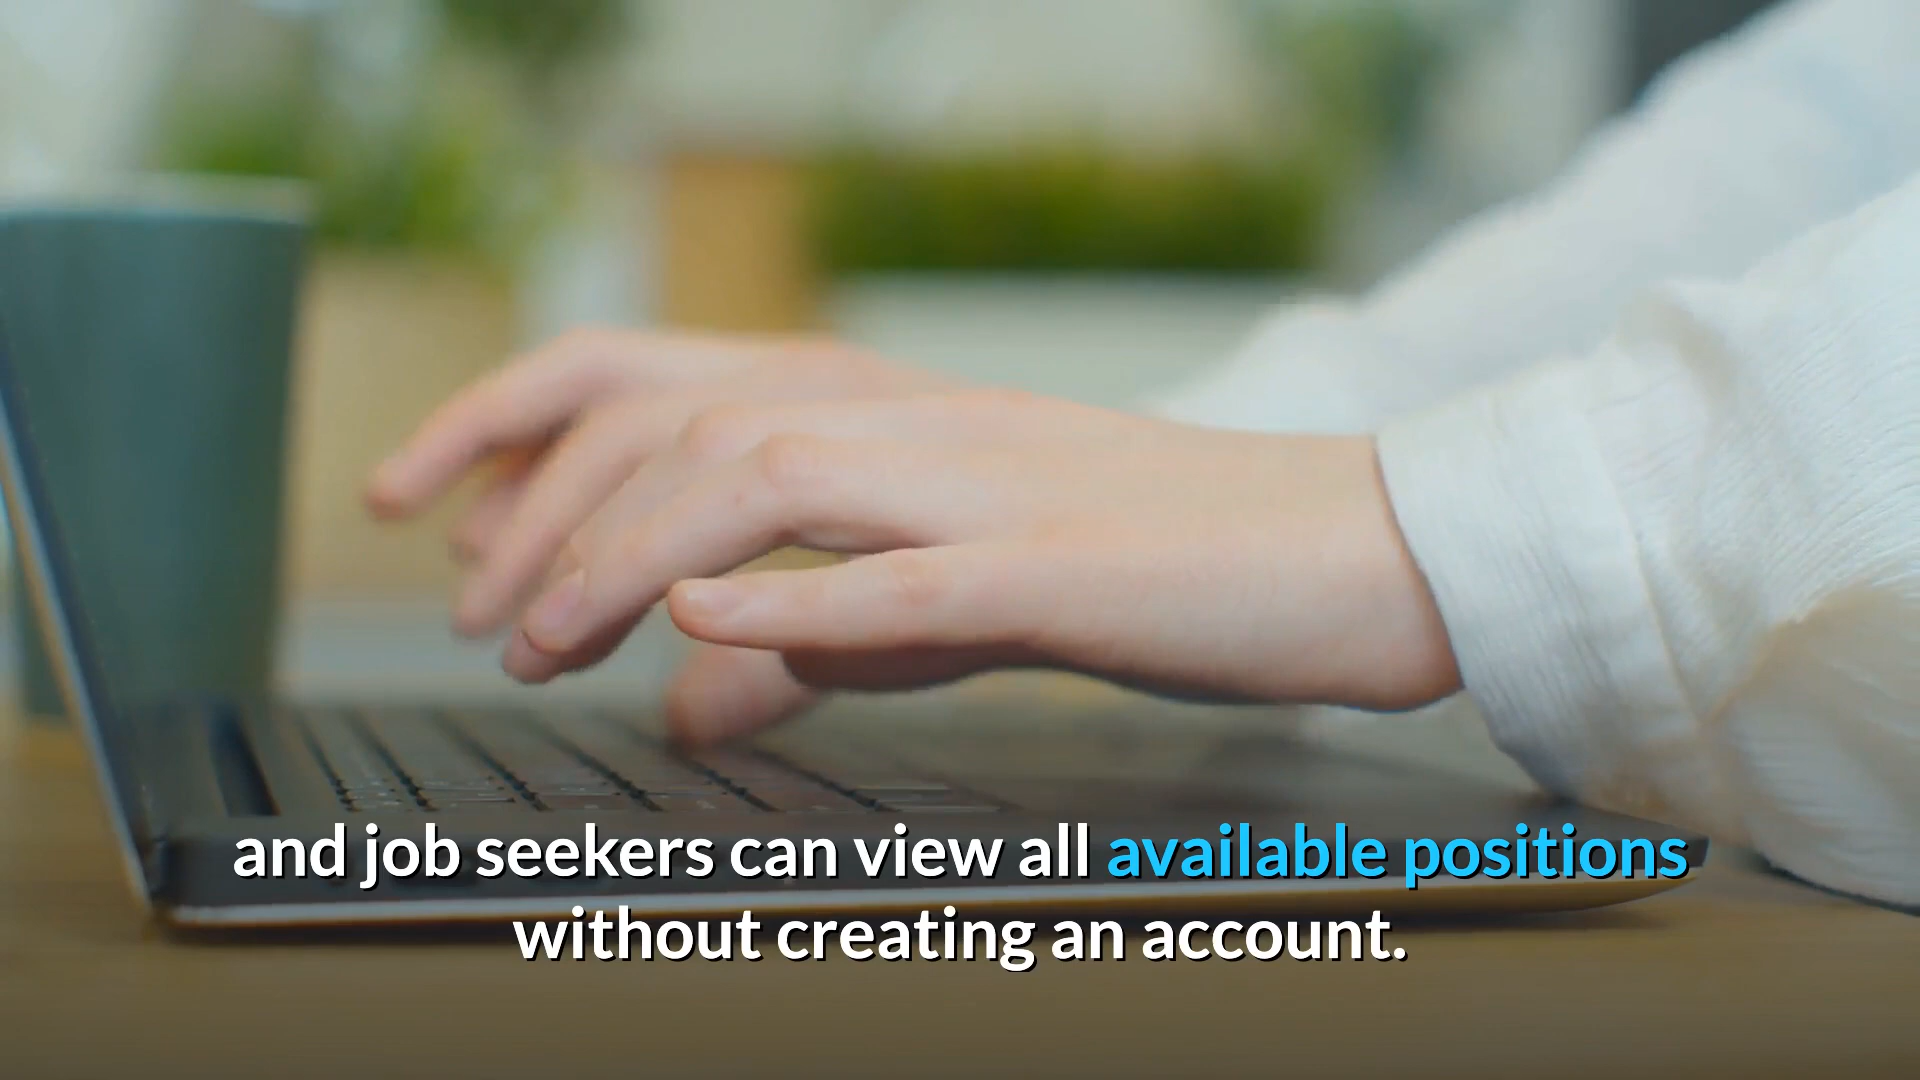 and job seekers can view all available positions
without creating an account.